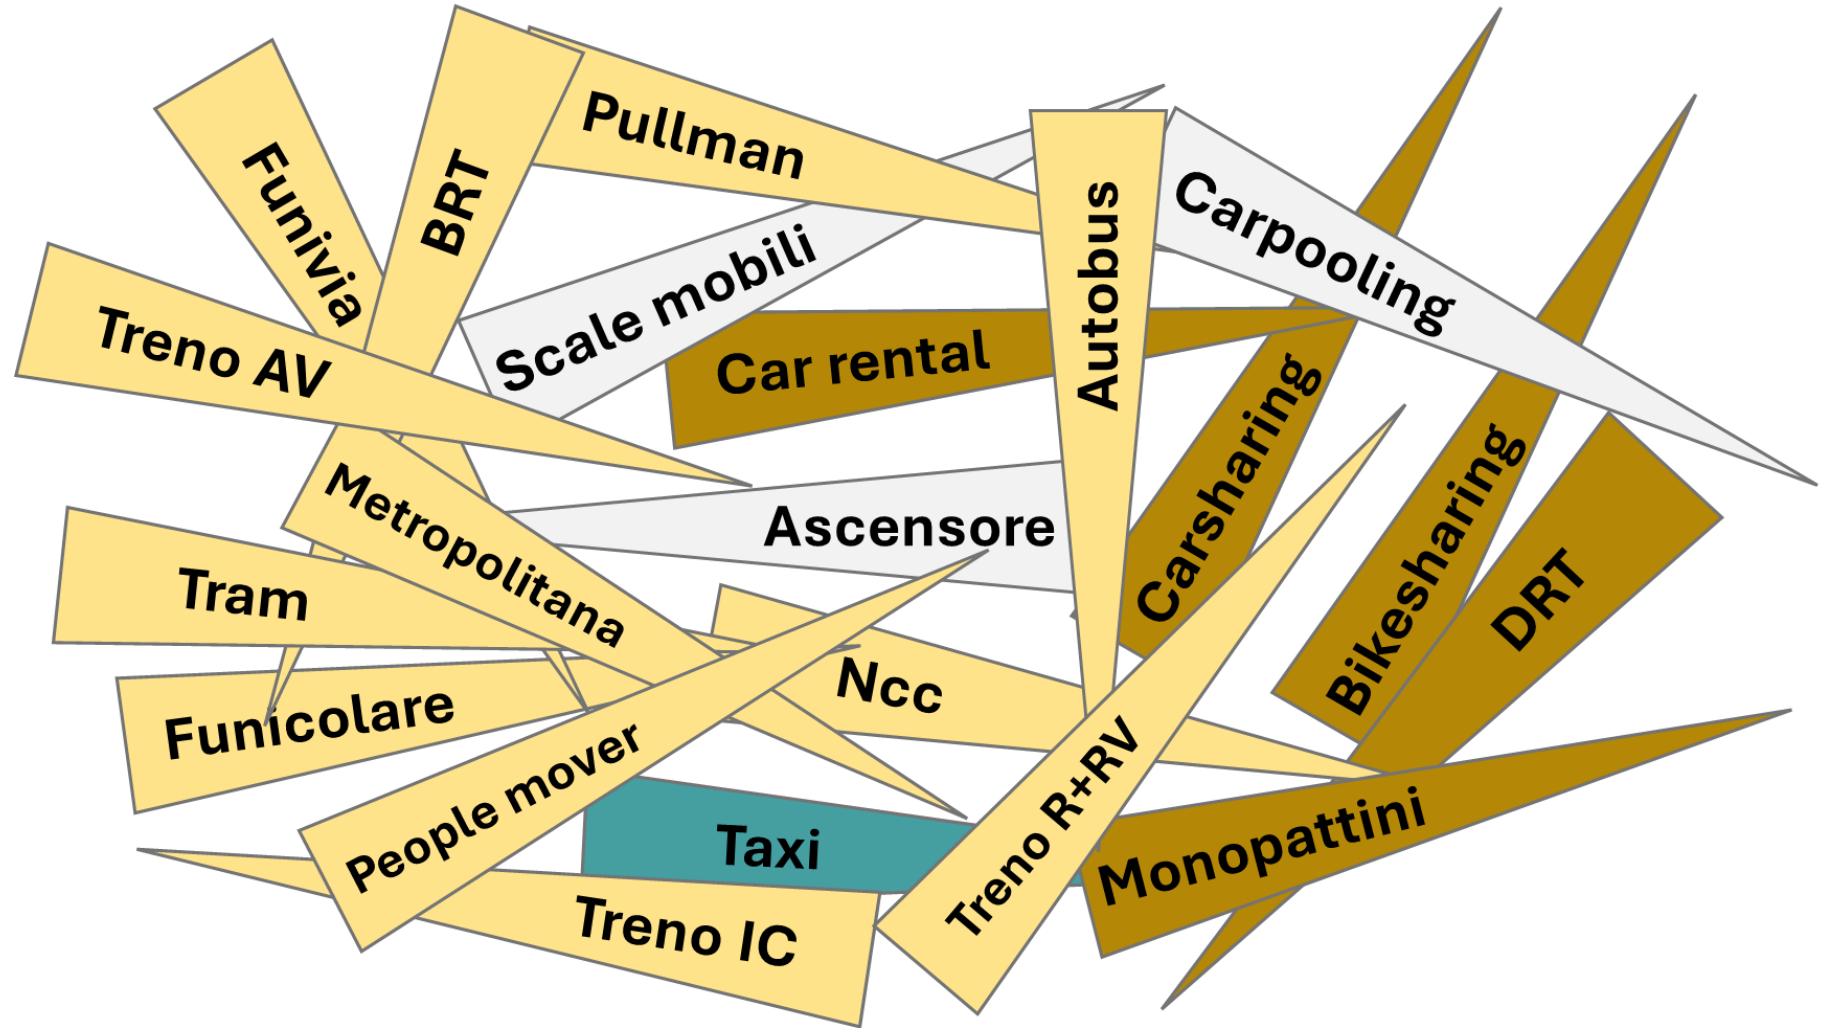 Funivia
BRT
Pullman
Autobus
Carpooling
Treno AV
Scale mobili
Car rental
Carsharing
Bikesharing
Metropolitana
Ascensore
DRT
Tram
Funicolare
Ncc
People mover
Taxi
Treno R+RV
Monopattini
Treno IC